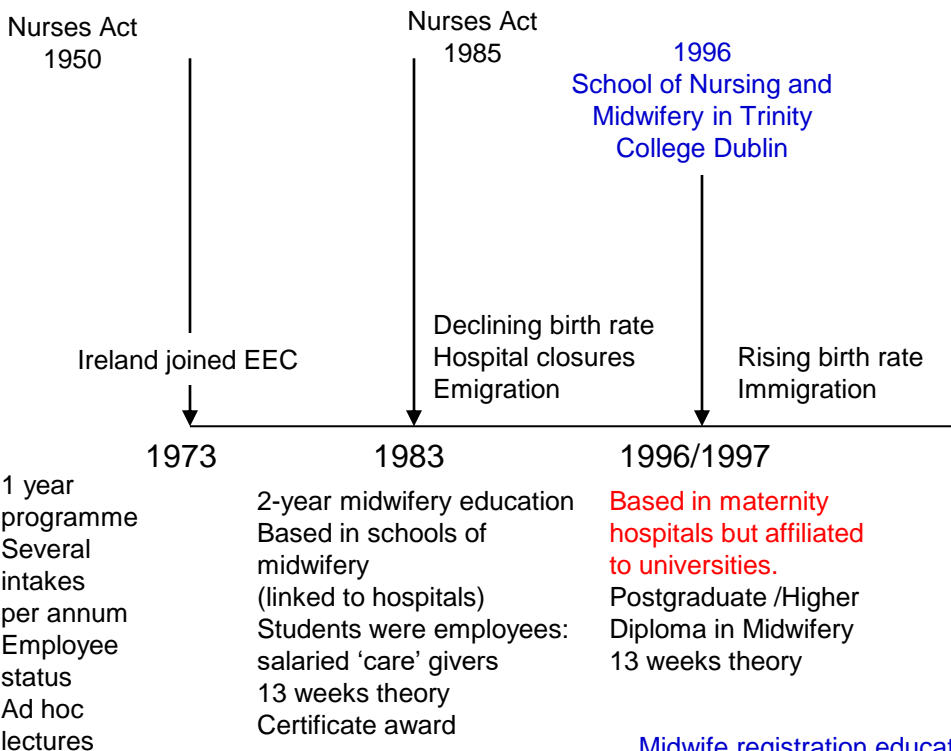 Nurses Act
1950
Nurses Act
1985
1996
School of Nursing and
Midwifery in Trinity
College Dublin
Ireland joined EEC
Declining birth rate
Hospital closures
Emigration
Rising birth rate
Immigration
1973
1983
1996/1997
1 year
programme
Several
intakes
per annum
Employee
status
Ad hoc
lectures
2-year midwifery education
Based in schools of
midwifery
(linked to hospitals)
Students were employees:
salaried ‘care’ givers
13 weeks theory
Certificate award
Based in maternity
hospitals but affiliated
to universities.
Postgraduate /Higher
Diploma in Midwifery
13 weeks theory
Midwife registration